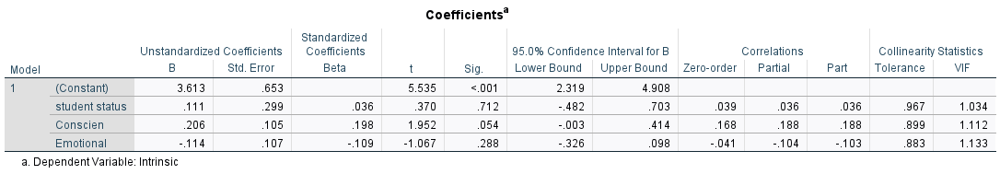 Coefficientsa
Model Unstandardized Coefficients Standardized Coefficients t Sig. 95.0% Confidence Interval for B Correlations Collinearity Statistics
B Std. Error Beta Lower Bound Upper Bound Zero-order Partial Part Tolerance VIF
1 (Constant) 3.613 .653 5.535 <.001 2.319 4.908
student status .111 .299 .036 .370 .712 -.482 .703 .039 .036 .036 .967 1.034
Conscien .206 .105 .198 1.952 .054 -.003 .414 .168 .188 .188 .899 1.112
Emotional -.114 .107 -.109 -1.067 .288 -.326 .098 -.041 -.104 -.103 .883 1.133
a. Dependent Variable: Intrinsic